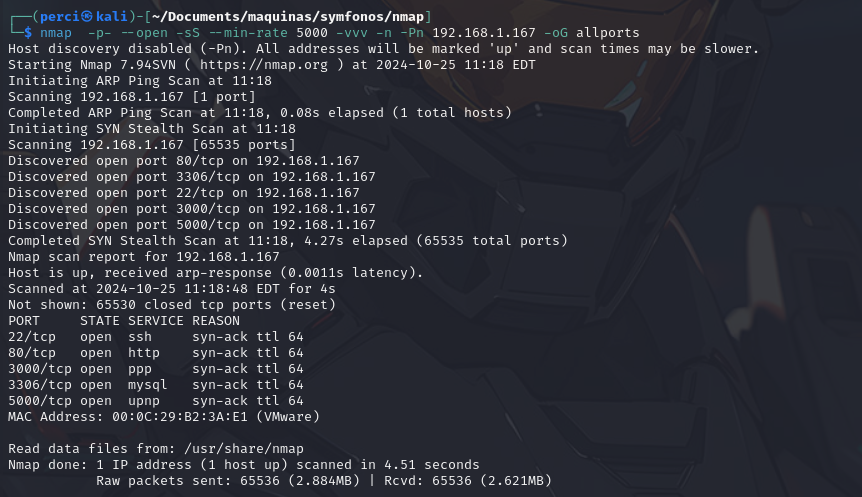 ┌──(perci㉿kali)-[~/Documents/maquinas/symfonos/nmap]
└─$ nmap  -p- --open -sS --min-rate 5000 -vvv -n -Pn 192.168.1.167 -oG allports
Host discovery disabled (-Pn). All addresses will be marked 'up' and scan times may be slower.
Starting Nmap 7.94SVN ( https://nmap.org ) at 2024-10-25 11:18 EDT
Initiating ARP Ping Scan at 11:18
Scanning 192.168.1.167 [1 port]
Completed ARP Ping Scan at 11:18, 0.08s elapsed (1 total hosts)
Initiating SYN Stealth Scan at 11:18
Scanning 192.168.1.167 [65535 ports]
Discovered open port 80/tcp on 192.168.1.167
Discovered open port 3306/tcp on 192.168.1.167
Discovered open port 22/tcp on 192.168.1.167
Discovered open port 3000/tcp on 192.168.1.167
Discovered open port 5000/tcp on 192.168.1.167
Completed SYN Stealth Scan at 11:18, 4.27s elapsed (65535 total ports)
Nmap scan report for 192.168.1.167
Host is up, received arp-response (0.0011s latency).
Scanned at 2024-10-25 11:18:48 EDT for 4s
Not shown: 65530 closed tcp ports (reset)
PORT     STATE SERVICE REASON
22/tcp   open  ssh     syn-ack ttl 64
80/tcp   open  http    syn-ack ttl 64
3000/tcp open  ppp     syn-ack ttl 64
3306/tcp open  mysql   syn-ack ttl 64
5000/tcp open  upnp    syn-ack ttl 64
MAC Address: 00:0C:29:B2:3A:E1 (VMware)

Read data files from: /usr/share/nmap
Nmap done: 1 IP address (1 host up) scanned in 4.51 seconds
           Raw packets sent: 65536 (2.884MB) | Rcvd: 65536 (2.621MB)